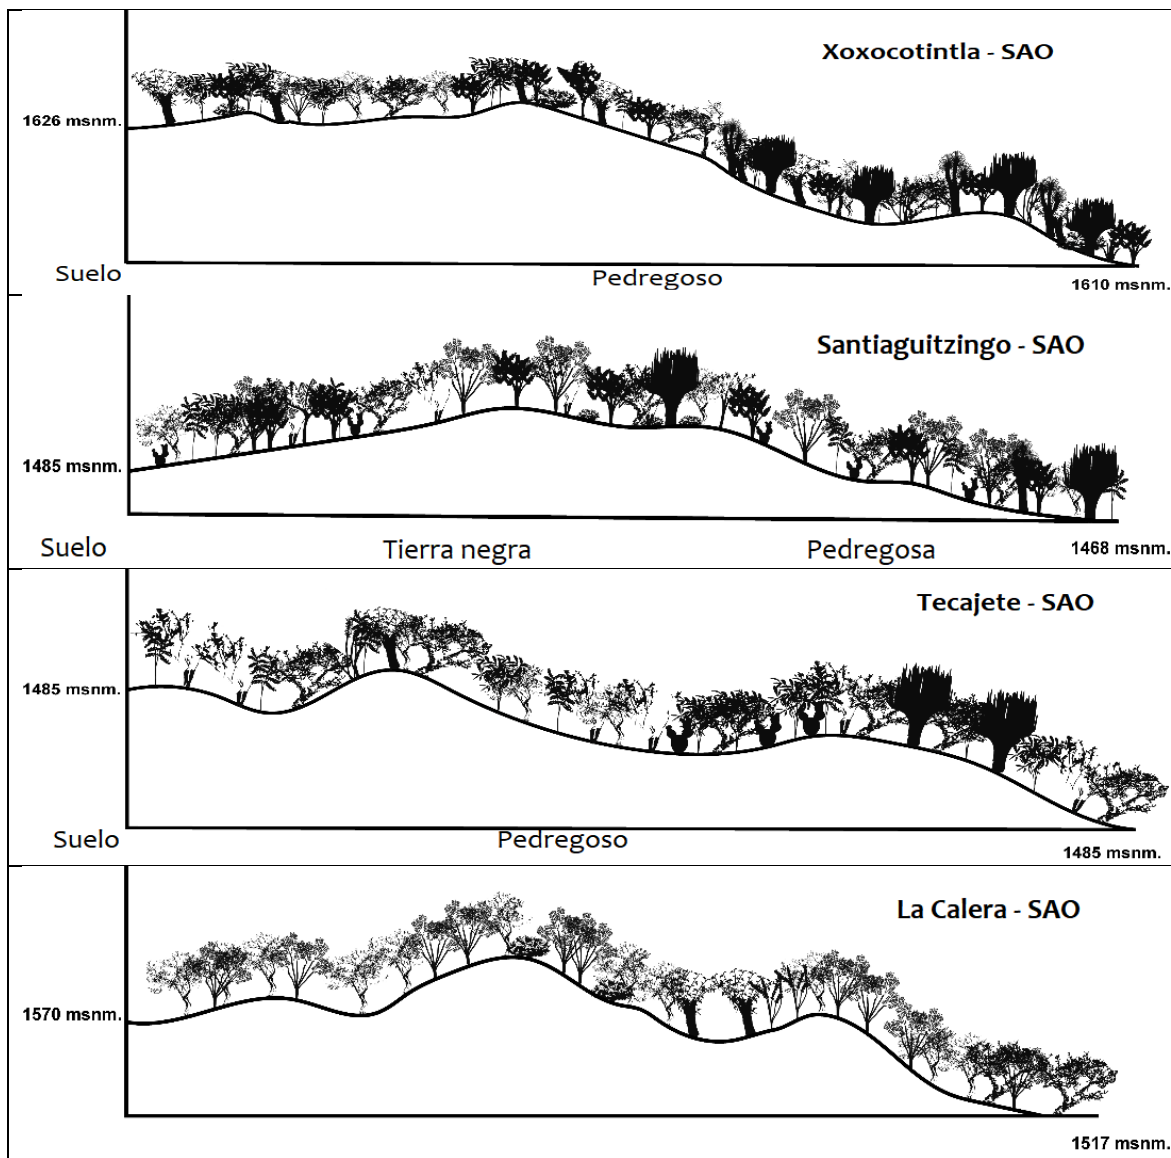 Xoxocotintla - SAO
1626 msnm.
Suelo
Pedregoso
1610 msnm.
Santiaguitzingo - SAO
1485 msnm.
Suelo
Tierra negra
Pedregosa
1468 msnm.
Tecajete - SAO
1485 msnm.
Suelo
Pedregoso
1485 msnm.
La Calera - SAO
1570 msnm.
1517 msnm.